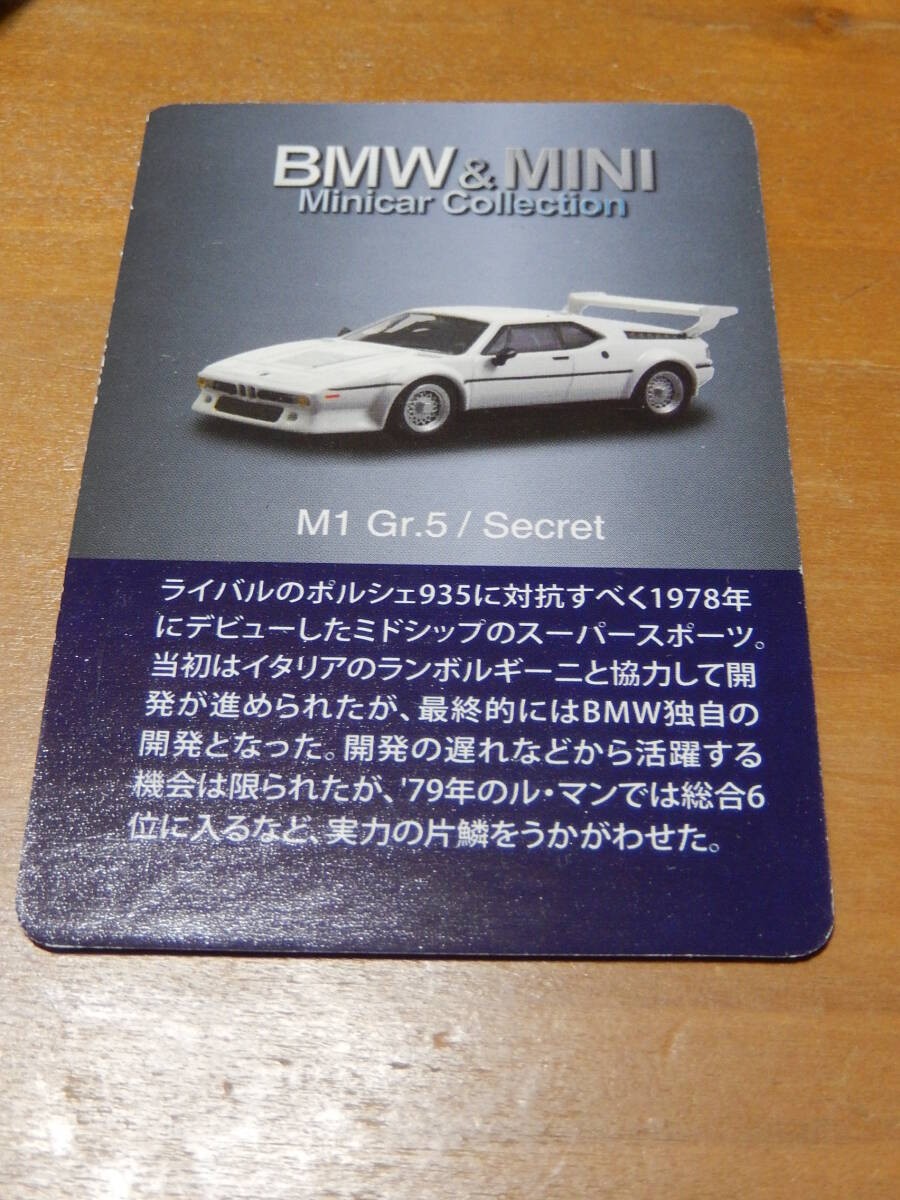 BMW & MINI
Minicar Collection
M1 Gr.5 / Secret
ライバルのポルシェ935に対抗すべく1978年
にデビューしたミドシップのスーパースポーツ。
当初はイタリアのランボルギーニと協力して開
発が進められたが、最終的にはBMW独自の
開発となった。開発の遅れなどから活躍する
機会は限られたが、'79年のル・マンでは総合6
位に入るなど、実力の片鱗をうかがわせた。